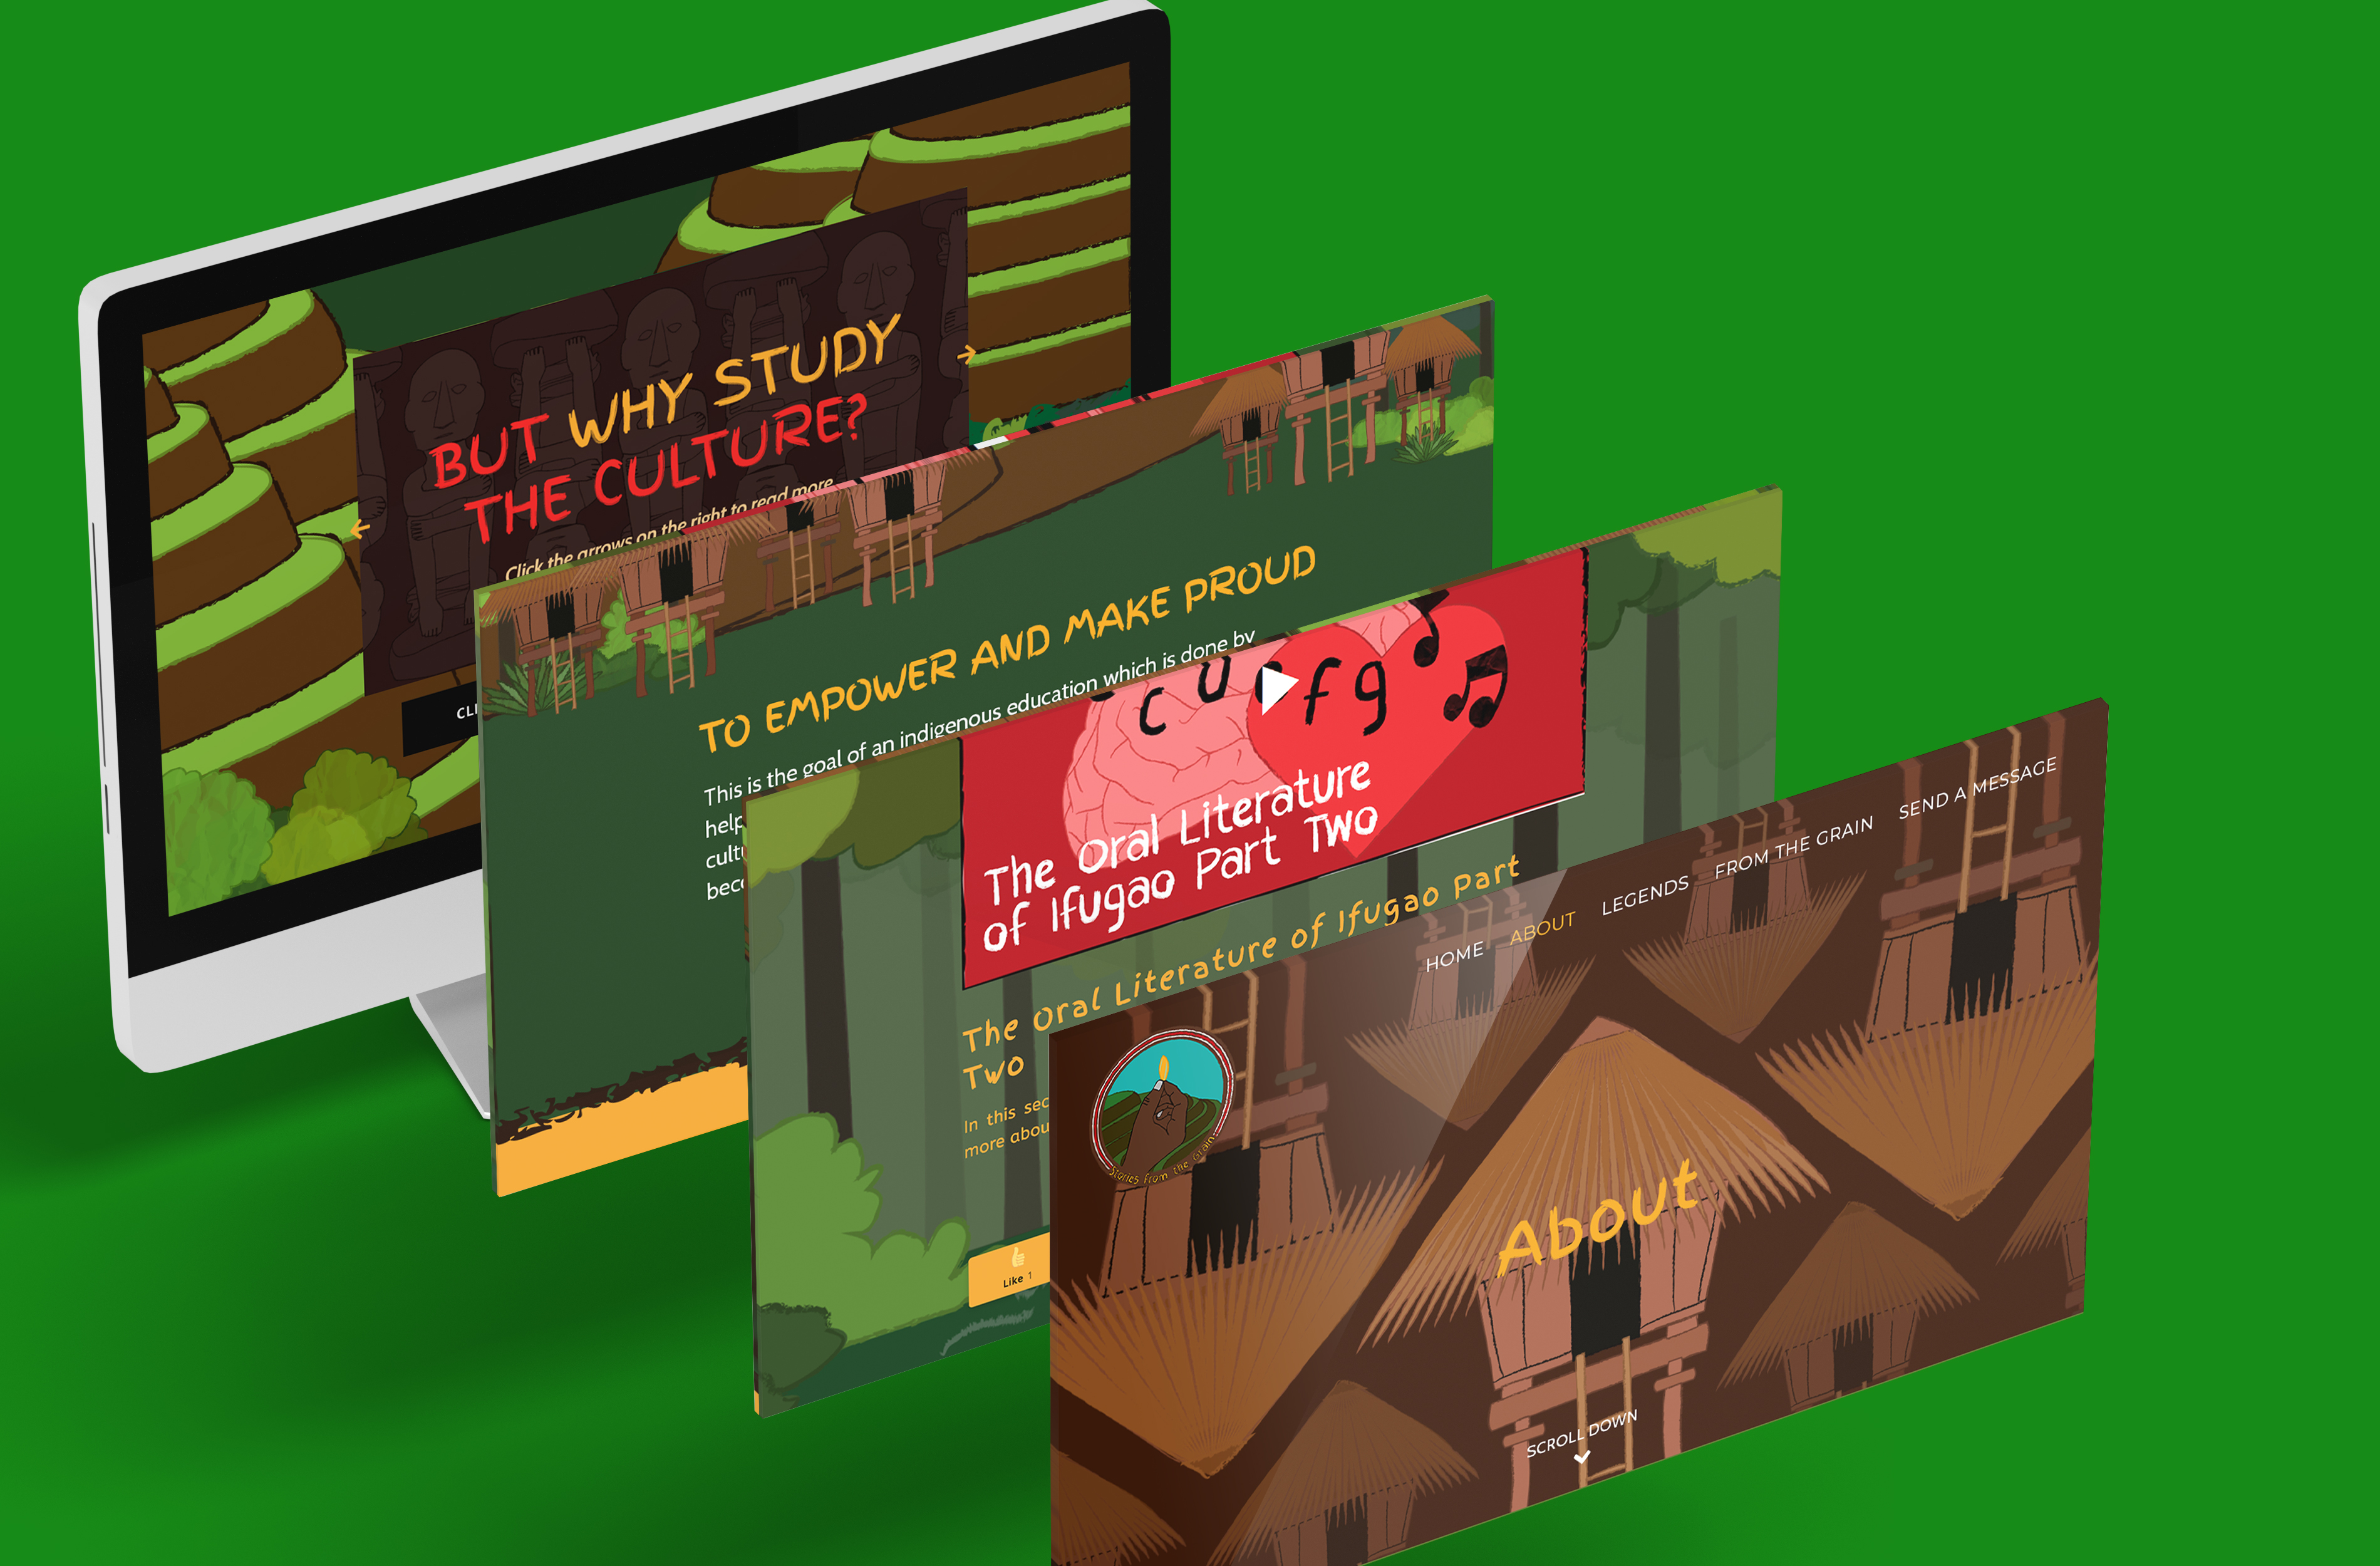 BUT WHY STUDY
THE CULTURE?
Click the arrows on the right to read more
TO EMPOWER AND MAKE PROUD
This is the goal of an indigenous education which is done by
The Oral Literature
of Ifugao Part Two
The Oral Literature of Ifugao Part
Two
In this
more
Like 1
HOME ABOUT LEGENDS FROM THE GRAIN SEND A MESSAGE
Stories from the Grain
About
SCROLL DOWN